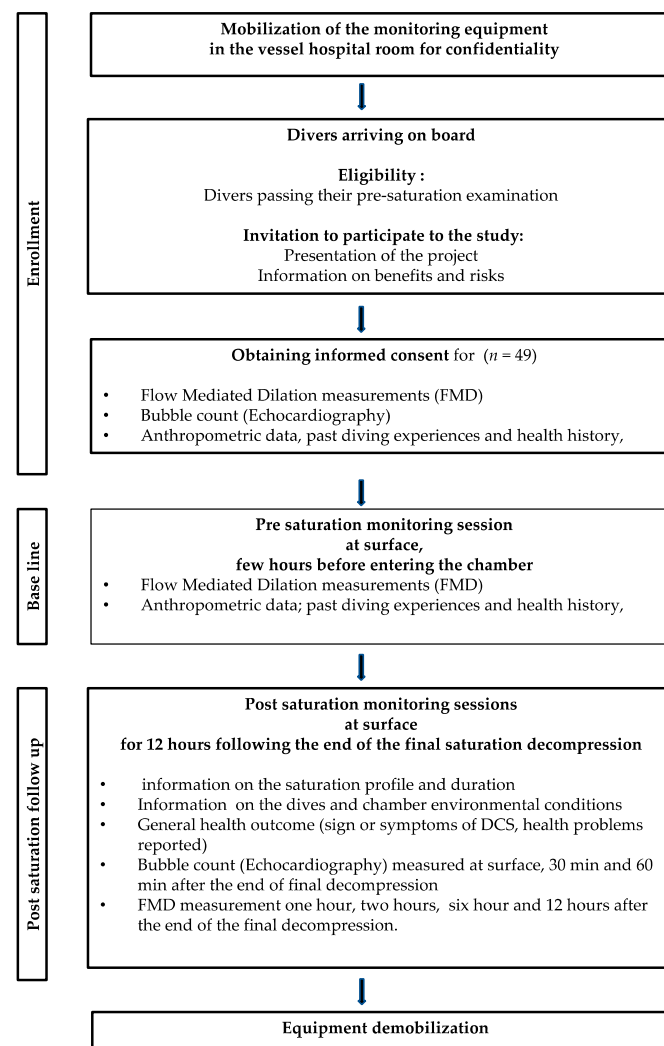 Mobilization of the monitoring equipment
in the vessel hospital room for confidentiality
Enrollment
Divers arriving on board
Eligibility :
Divers passing their pre-saturation examination
Invitation to participate to the study:
Presentation of the project
Information on benefits and risks
Obtaining informed consent for (n = 49)
• Flow Mediated Dilation measurements (FMD)
• Bubble count (Echocardiography)
• Anthropometric data, past diving experiences and health history,
Base line
Pre saturation monitoring session
at surface,
few hours before entering the chamber
• Flow Mediated Dilation measurements (FMD)
• Anthropometric data; past diving experiences and health history,
Post saturation follow up
Post saturation monitoring sessions
at surface
for 12 hours following the end of the final saturation decompression
• information on the saturation profile and duration
• Information on the dives and chamber environmental conditions
• General health outcome (sign or symptoms of DCS, health problems
reported)
• Bubble count (Echocardiography) measured at surface, 30 min and 60
min after the end of final decompression
• FMD measurement one hour, two hours, six hour and 12 hours after
the end of the final decompression.
Equipment demobilization